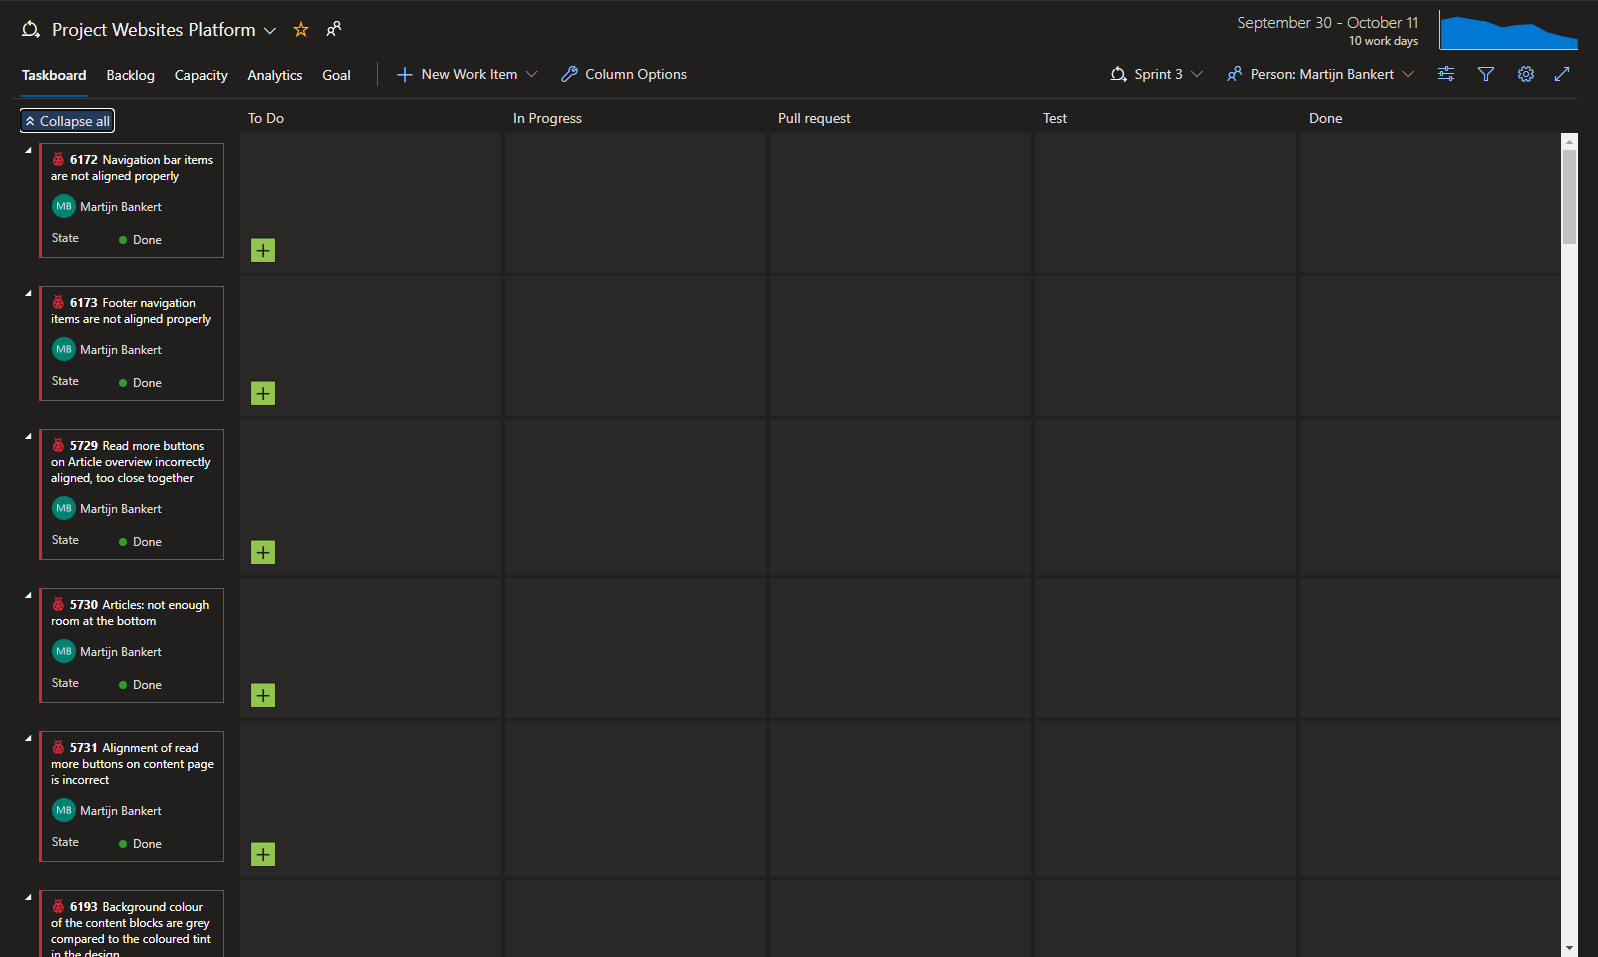 Project Websites Platform
September 30 - October 11
10 work days
Taskboard Backlog Capacity Analytics Goal New Work Item Column Options Sprint 3 Person: Martijn Bankert
Collapse all To Do In Progress Pull request Test Done
6172 Navigation bar items
are not aligned properly
MB Martijn Bankert
State Done
6173 Footer navigation
items are not aligned properly
MB Martijn Bankert
State Done
5729 Read more buttons
on Article overview incorrectly
aligned, too close together
MB Martijn Bankert
State Done
5730 Articles: not enough
room at the bottom
MB Martijn Bankert
State Done
5731 Alignment of read
more buttons on content page
is incorrect
MB Martijn Bankert
State Done
6193 Background colour
of the content blocks are grey
compared to the coloured tint
in the design